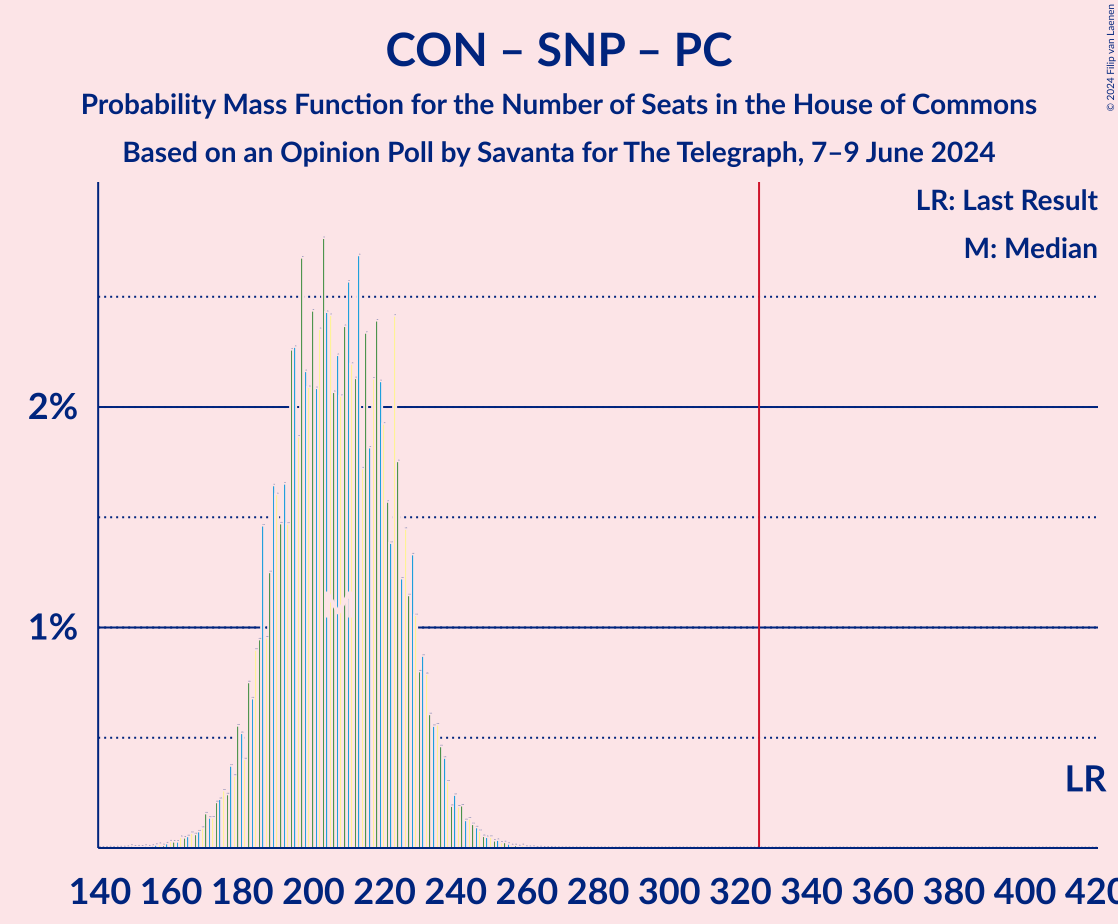 CON – SNP – PC
Probability Mass Function for the Number of Seats in the House of Commons
Based on an Opinion Poll by Savanta for The Telegraph, 7–9 June 2024
© 2024 Filip van Laenen
LR: Last Result
M: Median
2%
1%
M
LR
140 160 180 200 220 240 260 280 300 320 340 360 380 400 420